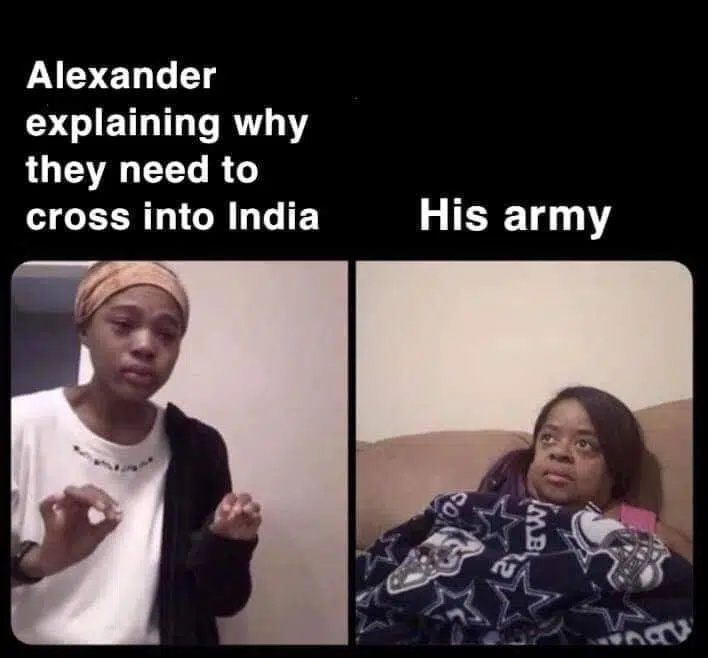 Alexander
explaining why
they need to
cross into India
His army